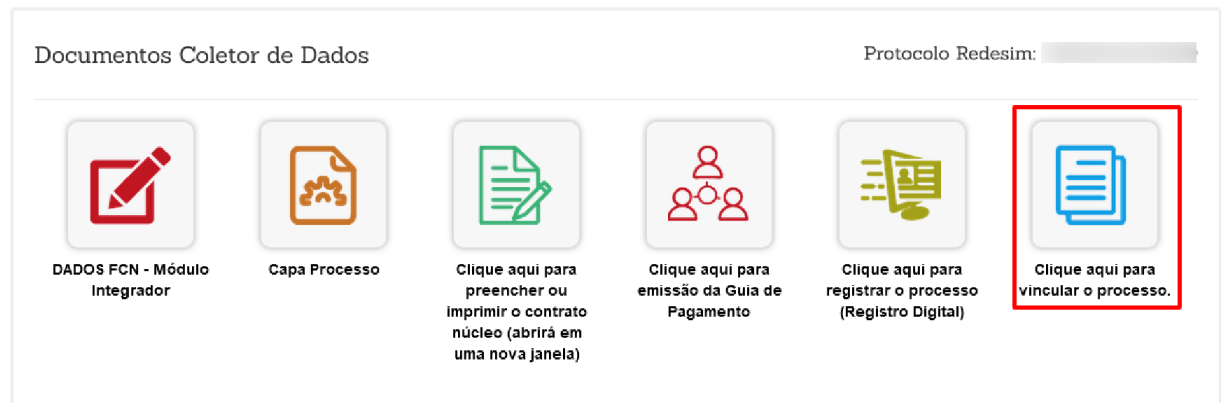 Documentos Coletor de Dados
Protocolo Redesim:
DADOS FCN - Módulo
Integrador
Capa Processo
Clique aqui para
preencher ou
imprimir o contrato
núcleo (abrirá em
uma nova janela)
Clique aqui para
emissão da Guia de
Pagamento
Clique aqui para
registrar o processo
(Registro Digital)
Clique aqui para
vincular o processo.